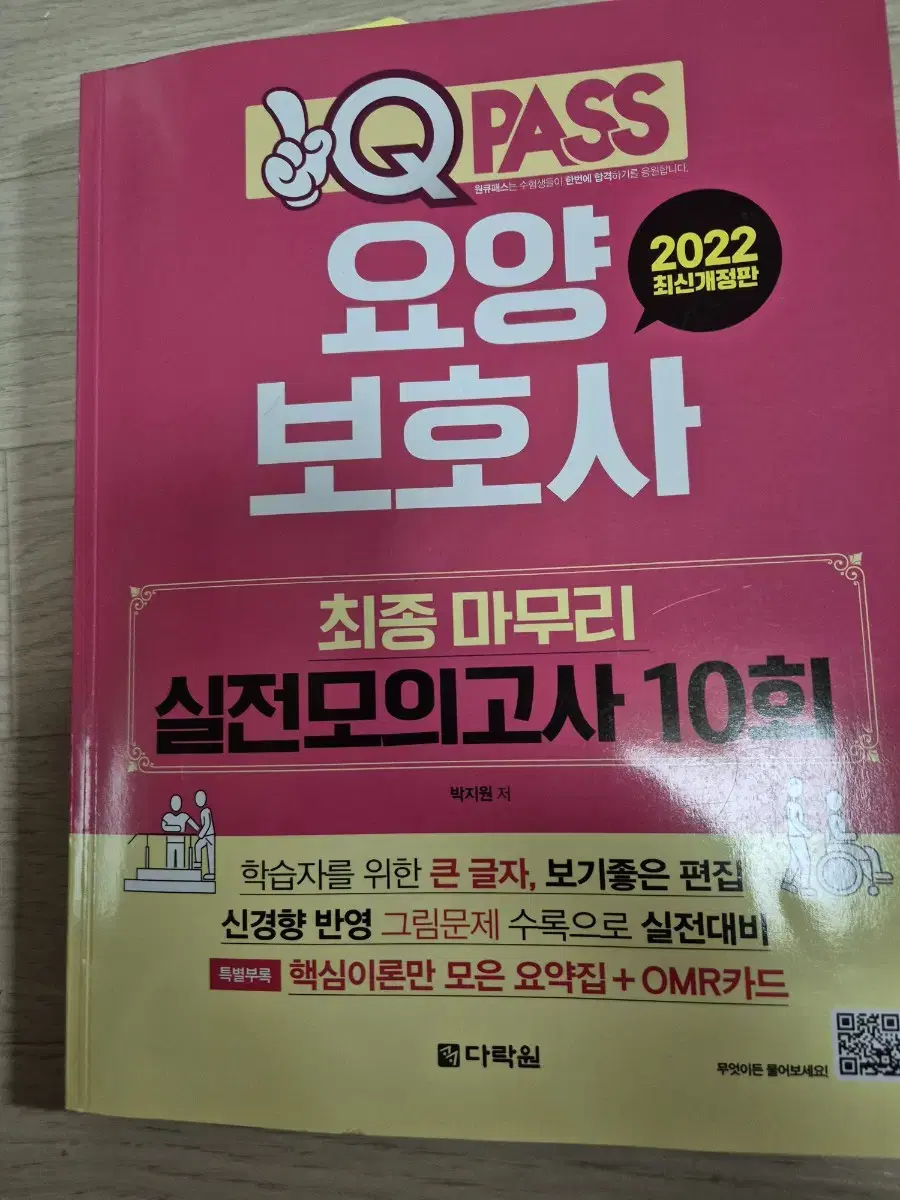 Q PASS
원큐패스는 수험생들이 한번에 합격하기를 응원합니다.
요양
보호사
2022
최신개정판
최종 마무리
실전모의고사 10회
박지원 저
학습자를 위한 큰 글자, 보기좋은 편집
신경향 반영 그림문제 수록으로 실전대비
특별부록 핵심이론만 모은 요약집 + OMR카드
다락원
무엇이든 물어보세요!